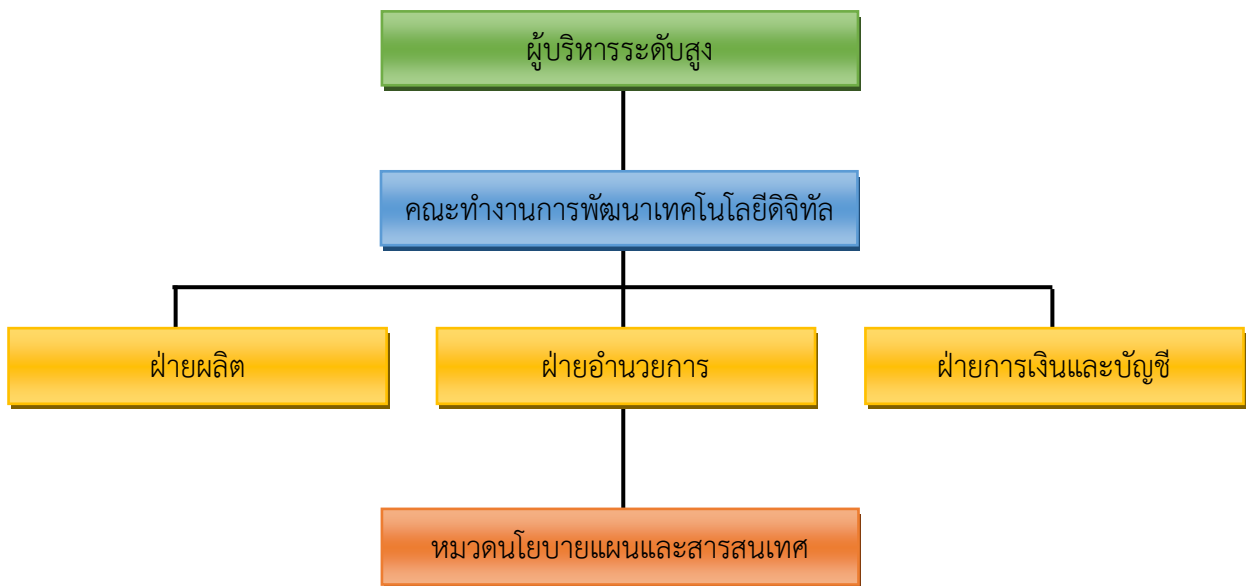 ผู้บริหารระดับสูง
คณะทำงานการพัฒนาเทคโนโลยีดิจิทัล
ฝ่ายผลิต
ฝ่ายอำนวยการ
ฝ่ายการเงินและบัญชี
หมวดนโยบายแผนและสารสนเทศ